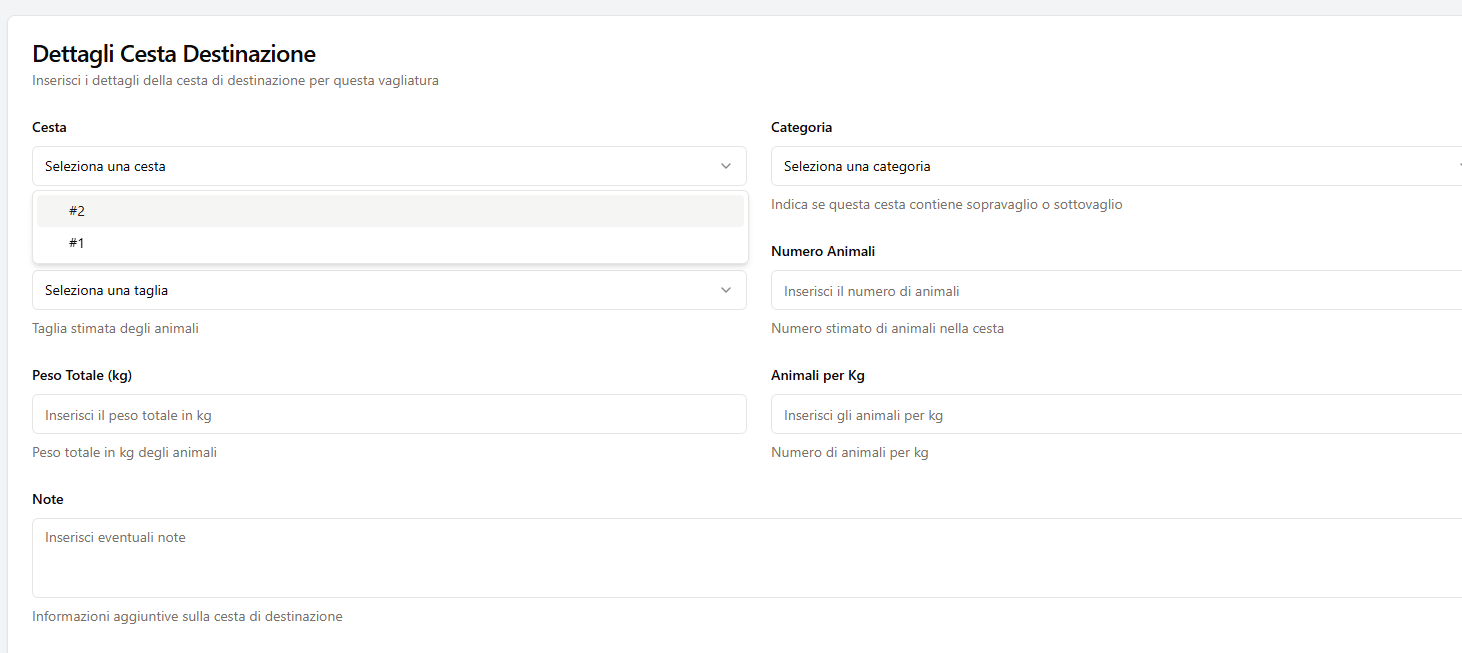 Dettagli Cesta Destinazione
Inserisci i dettagli della cesta di destinazione per questa vagliatura
Cesta
Seleziona una cesta
#2
#1
Categoria
Seleziona una categoria
Indica se questa cesta contiene sopravaglio o sottovaglio
Seleziona una taglia
Taglia stimata degli animali
Numero Animali
Inserisci il numero di animali
Numero stimato di animali nella cesta
Peso Totale (kg)
Inserisci il peso totale in kg
Peso totale in kg degli animali
Animali per Kg
Inserisci gli animali per kg
Numero di animali per kg
Note
Inserisci eventuali note
Informazioni aggiuntive sulla cesta di destinazione